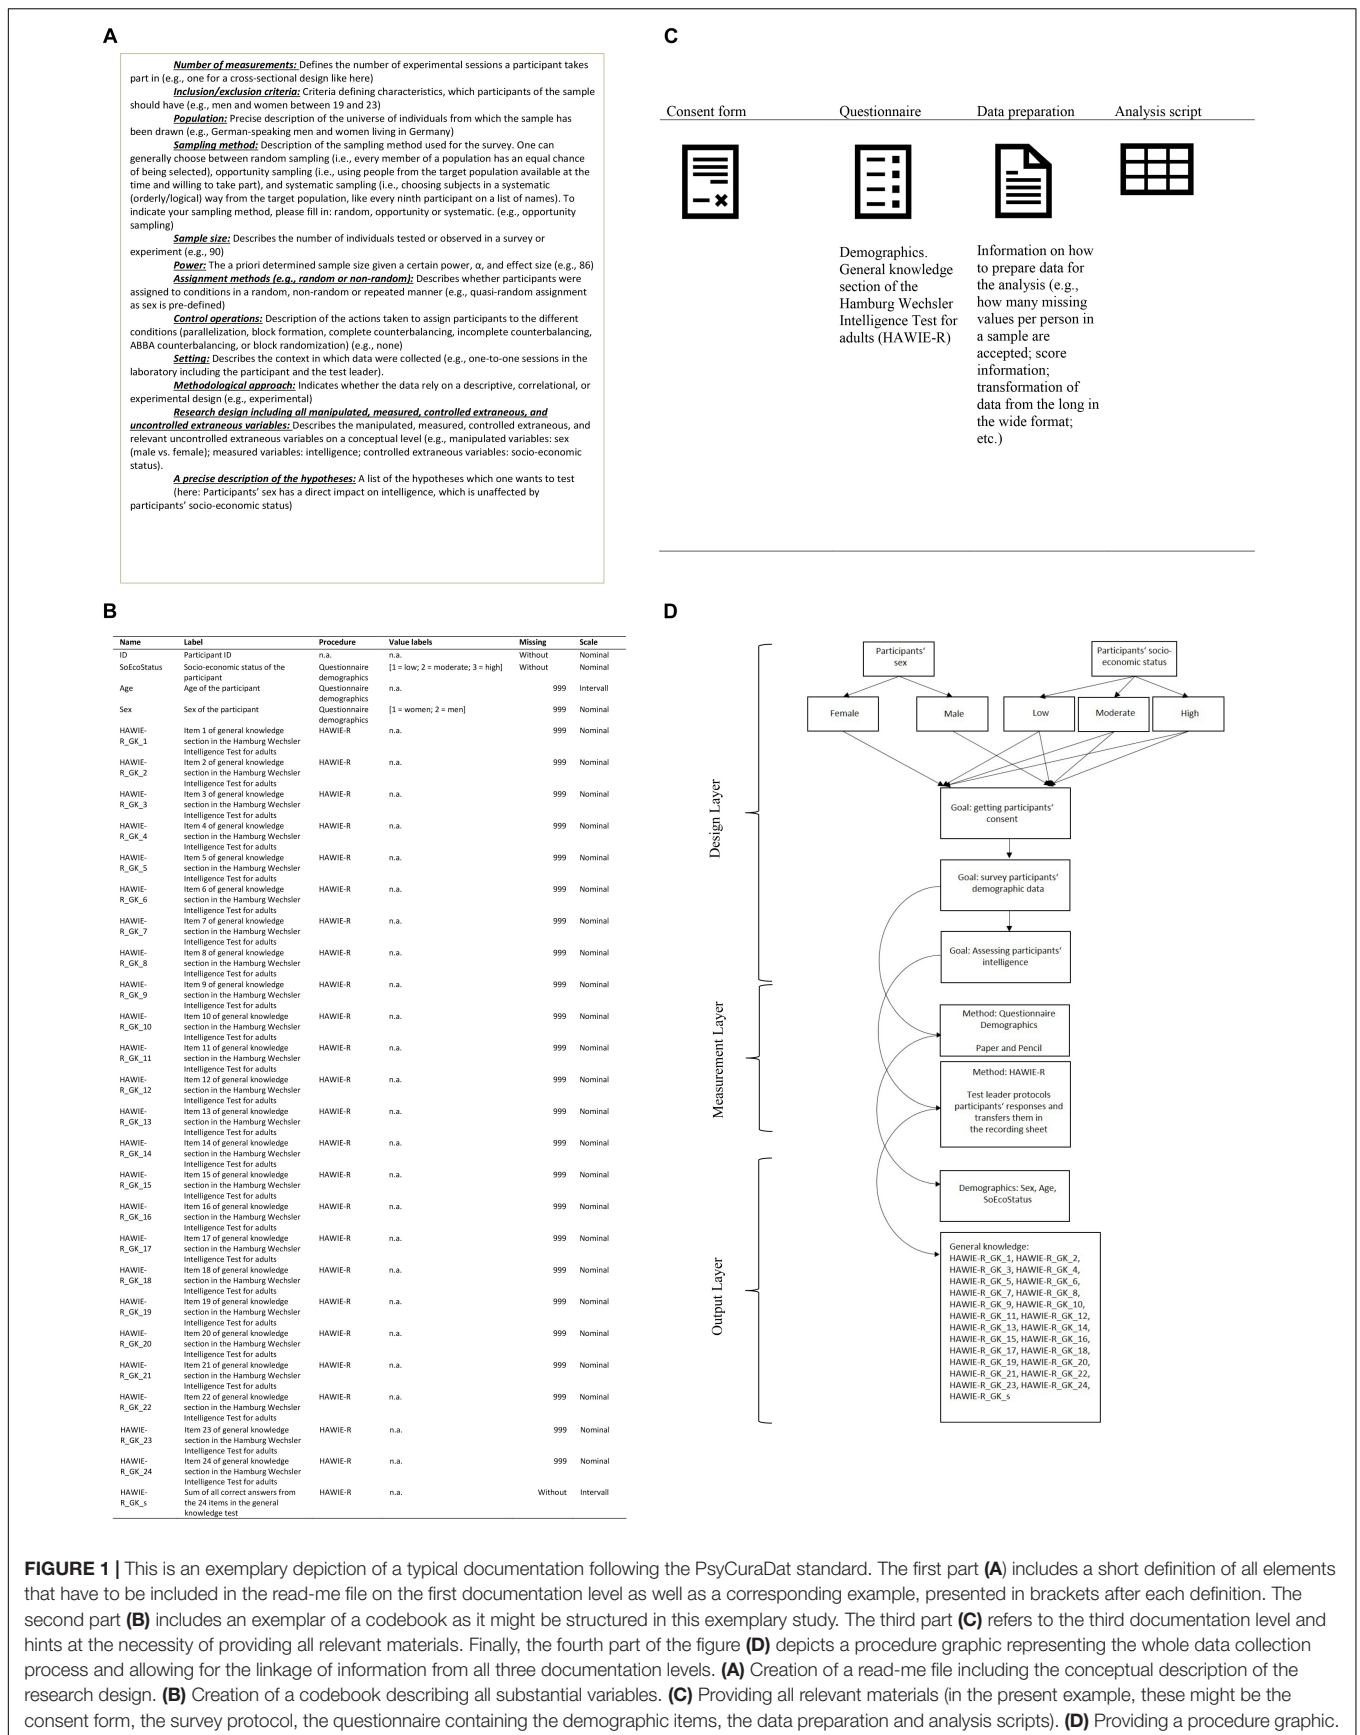 A
Number of measurements: Defines the number of experimental sessions a participant takes
part in (e.g., one for a cross-sectional design like here)
Inclusion/exclusion criteria: Criteria defining characteristics, which participants of the sample
should have (e.g., men and women between 19 and 23)
Population: Precise description of the universe of individuals from which the sample has
been drawn (e.g., German-speaking men and women living in Germany)
Sampling method: Description of the sampling method used for the survey. One can
generally choose between random sampling (i.e., every member of a population has an equal chance
of being selected), opportunity sampling (i.e., using people from the target population available at the
time and willing to take part), and systematic sampling (i.e., choosing subjects in a systematic
(orderly/logical) way from the target population, like every ninth participant on a list of names). To
indicate your sampling method, please fill in: random, opportunity or systematic. (e.g., opportunity
sampling)
Sample size: Describes the number of individuals tested or observed in a survey or
experiment (e.g., 90)
Power: The a priori determined sample size given a certain power, α, and effect size (e.g., 86)
Assignment methods (e.g., random or non-random): Describes whether participants were
assigned to conditions in a random, non-random or repeated manner (e.g., quasi-random assignment
as sex is pre-defined)
Control operations: Description of the actions taken to assign participants to the different
conditions (parallelization, block formation, complete counterbalancing, incomplete counterbalancing,
ABBA counterbalancing, or block randomization) (e.g., none)
Setting: Describes the context in which data were collected (e.g., one-to-one sessions in the
laboratory including the participant and the test leader).
Methodological approach: Indicates whether the data rely on a descriptive, correlational, or
experimental design (e.g., experimental)
Research design including all manipulated, measured, controlled extraneous, and
uncontrolled extraneous variables: Describes the manipulated, measured, controlled extraneous, and
relevant uncontrolled extraneous variables on a conceptual level (e.g., manipulated variables: sex
(male vs. female); measured variables: intelligence; controlled extraneous variables: socio-economic
status).
A precise description of the hypotheses: A list of the hypotheses which one wants to test
(here: Participants' sex has a direct impact on intelligence, which is unaffected by
participants' socio-economic status)
C
Consent form Questionnaire Data preparation Analysis script
Demographics.
General knowledge
section of the
Hamburg Wechsler
Intelligence Test for
adults (HAWIE-R)
Information on how
to prepare data for
the analysis (e.g.,
how many missing
values per person in
a sample are
accepted; score
information;
transformation of
data from the long in
the wide format;
etc.)
B
Name Label Procedure Value labels Missing Scale
ID Participant ID n.a. n.a. Without Nominal
SoEcoStatus Socio-economic status of the Questionnaire [1 = low; 2 = moderate; 3 = high] Without Nominal
participant demographics
Age Age of the participant Questionnaire n.a. 999 Intervall
demographics
Sex Sex of the participant Questionnaire [1 = women; 2 = men] 999 Nominal
demographics
HAWIE- Item 1 of general knowledge HAWIE-R n.a. 999 Nominal
R_GK_1 section in the Hamburg Wechsler
Intelligence Test for adults
HAWIE- Item 2 of general knowledge HAWIE-R n.a. 999 Nominal
R_GK_2 section in the Hamburg Wechsler
Intelligence Test for adults
HAWIE- Item 3 of general knowledge HAWIE-R n.a. 999 Nominal
R_GK_3 section in the Hamburg Wechsler
Intelligence Test for adults
HAWIE- Item 4 of general knowledge HAWIE-R n.a. 999 Nominal
R_GK_4 section in the Hamburg Wechsler
Intelligence Test for adults
HAWIE- Item 5 of general knowledge HAWIE-R n.a. 999 Nominal
R_GK_5 section in the Hamburg Wechsler
Intelligence Test for adults
HAWIE- Item 6 of general knowledge HAWIE-R n.a. 999 Nominal
R_GK_6 section in the Hamburg Wechsler
Intelligence Test for adults
HAWIE- Item 7 of general knowledge HAWIE-R n.a. 999 Nominal
R_GK_7 section in the Hamburg Wechsler
Intelligence Test for adults
HAWIE- Item 8 of general knowledge HAWIE-R n.a. 999 Nominal
R_GK_8 section in the Hamburg Wechsler
Intelligence Test for adults
HAWIE- Item 9 of general knowledge HAWIE-R n.a. 999 Nominal
R_GK_9 section in the Hamburg Wechsler
Intelligence Test for adults
HAWIE- Item 10 of general knowledge HAWIE-R n.a. 999 Nominal
R_GK_10 section in the Hamburg Wechsler
Intelligence Test for adults
HAWIE- Item 11 of general knowledge HAWIE-R n.a. 999 Nominal
R_GK_11 section in the Hamburg Wechsler
Intelligence Test for adults
HAWIE- Item 12 of general knowledge HAWIE-R n.a. 999 Nominal
R_GK_12 section in the Hamburg Wechsler
Intelligence Test for adults
HAWIE- Item 13 of general knowledge HAWIE-R n.a. 999 Nominal
R_GK_13 section in the Hamburg Wechsler
Intelligence Test for adults
HAWIE- Item 14 of general knowledge HAWIE-R n.a. 999 Nominal
R_GK_14 section in the Hamburg Wechsler
Intelligence Test for adults
HAWIE- Item 15 of general knowledge HAWIE-R n.a. 999 Nominal
R_GK_15 section in the Hamburg Wechsler
Intelligence Test for adults
HAWIE- Item 16 of general knowledge HAWIE-R n.a. 999 Nominal
R_GK_16 section in the Hamburg Wechsler
Intelligence Test for adults
HAWIE- Item 17 of general knowledge HAWIE-R n.a. 999 Nominal
R_GK_17 section in the Hamburg Wechsler
Intelligence Test for adults
HAWIE- Item 18 of general knowledge HAWIE-R n.a. 999 Nominal
R_GK_18 section in the Hamburg Wechsler
Intelligence Test for adults
HAWIE- Item 19 of general knowledge HAWIE-R n.a. 999 Nominal
R_GK_19 section in the Hamburg Wechsler
Intelligence Test for adults
HAWIE- Item 20 of general knowledge HAWIE-R n.a. 999 Nominal
R_GK_20 section in the Hamburg Wechsler
Intelligence Test for adults
HAWIE- Item 21 of general knowledge HAWIE-R n.a. 999 Nominal
R_GK_21 section in the Hamburg Wechsler
Intelligence Test for adults
HAWIE- Item 22 of general knowledge HAWIE-R n.a. 999 Nominal
R_GK_22 section in the Hamburg Wechsler
Intelligence Test for adults
HAWIE- Item 23 of general knowledge HAWIE-R n.a. 999 Nominal
R_GK_23 section in the Hamburg Wechsler
Intelligence Test for adults
HAWIE- Item 24 of general knowledge HAWIE-R n.a. 999 Nominal
R_GK_24 section in the Hamburg Wechsler
Intelligence Test for adults
HAWIE- Sum of all correct answers from HAWIE-R n.a. Without Intervall
R_GK_s the 24 items in the general
knowledge test
D
Participants'
sex
Participants' socio-
economic status
Female Male Low Moderate High
Design Layer
Goal: getting participants'
consent
Goal: survey participants'
demographic data
Goal: Assessing participants'
intelligence
Measurement Layer
Method: Questionnaire
Demographics
Paper and Pencil
Method: HAWIE-R
Test leader protocols
participants' responses and
transfers them in
the recording sheet
Output Layer
Demographics: Sex, Age,
SoEcoStatus
General knowledge:
HAWIE-R_GK_1, HAWIE-R_GK_2,
HAWIE-R_GK_3, HAWIE-R_GK_4,
HAWIE-R_GK_5, HAWIE-R_GK_6,
HAWIE-R_GK_7, HAWIE-R_GK_8,
HAWIE-R_GK_9, HAWIE-R_GK_10,
HAWIE-R_GK_11, HAWIE-R_GK_12,
HAWIE-R_GK_13, HAWIE-R_GK_14,
HAWIE-R_GK_15, HAWIE-R_GK_16,
HAWIE-R_GK_17, HAWIE-R_GK_18,
HAWIE-R_GK_19, HAWIE-R_GK_20,
HAWIE-R_GK_21, HAWIE-R_GK_22,
HAWIE-R_GK_23, HAWIE-R_GK_24,
HAWIE-R_GK_s
FIGURE 1 | This is an exemplary depiction of a typical documentation following the PsyCuraDat standard. The first part (A) includes a short definition of all elements
that have to be included in the read-me file on the first documentation level as well as a corresponding example, presented in brackets after each definition. The
second part (B) includes an exemplar of a codebook as it might be structured in this exemplary study. The third part (C) refers to the third documentation level and
hints at the necessity of providing all relevant materials. Finally, the fourth part of the figure (D) depicts a procedure graphic representing the whole data collection
process and allowing for the linkage of information from all three documentation levels. (A) Creation of a read-me file including the conceptual description of the
research design. (B) Creation of a codebook describing all substantial variables. (C) Providing all relevant materials (in the present example, these might be the
consent form, the survey protocol, the questionnaire containing the demographic items, the data preparation and analysis scripts). (D) Providing a procedure graphic.